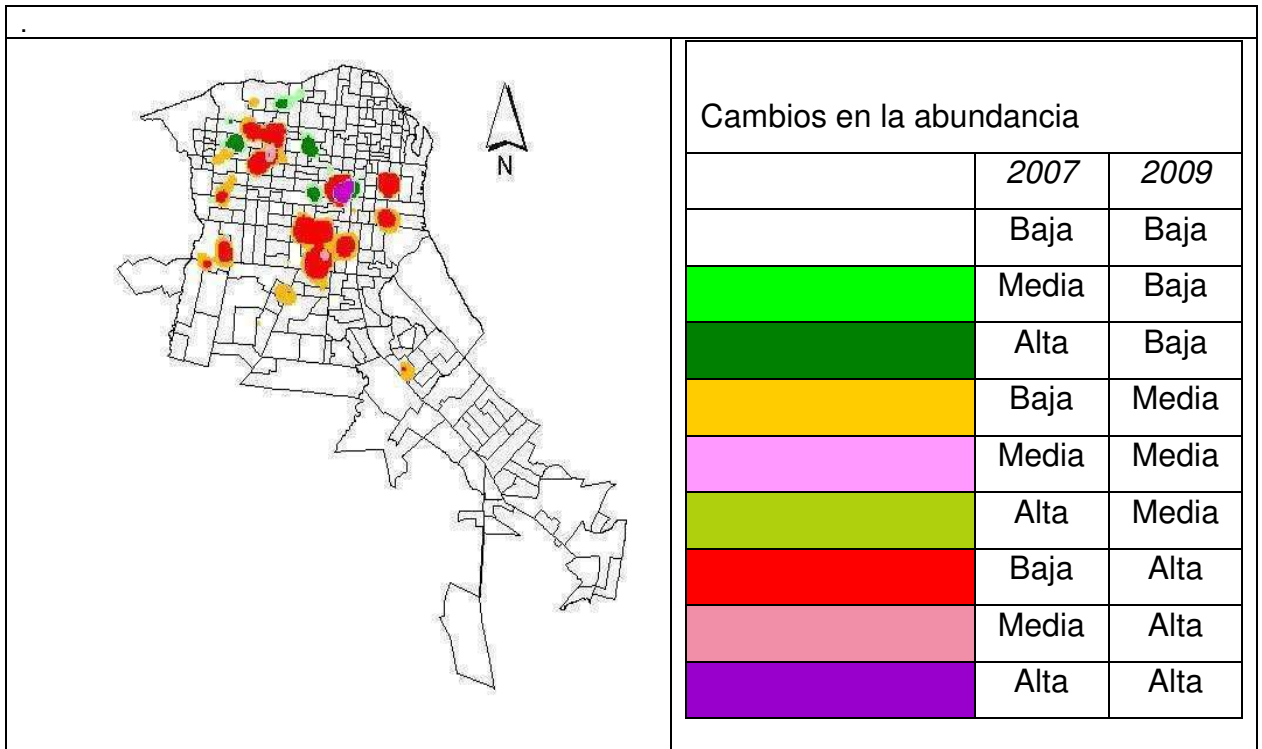 .
N
Cambios en la abundancia
2007 2009
Baja Baja
Media Baja
Alta Baja
Baja Media
Media Media
Alta Media
Baja Alta
Media Alta
Alta Alta